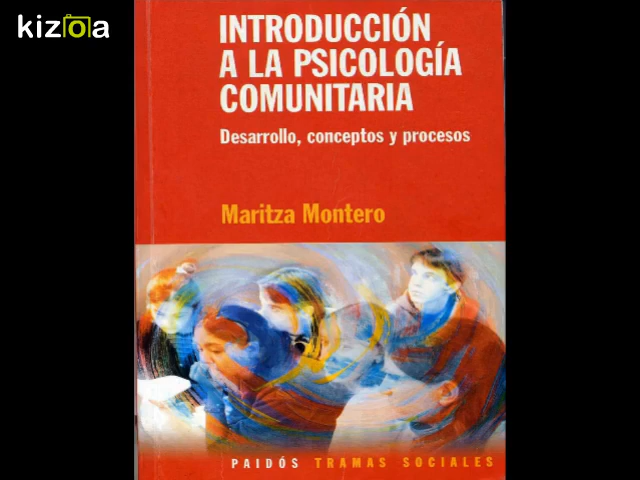 kizoa
INTRODUCCIÓN
A LA PSICOLOGÍA
COMUNITARIA
Desarrollo, conceptos y procesos
Maritza Montero
PAIDÓS TRAMAS SOCIALES